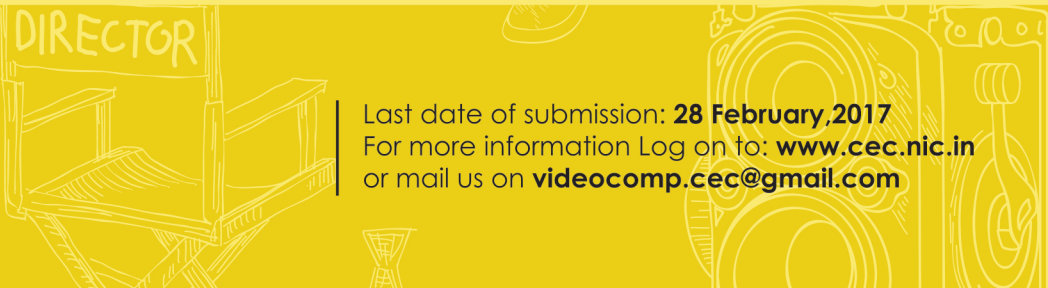 DIRECTOR
Last date of submission: 28 February,2017
For more information Log on to: www.cec.nic.in
or mail us on videocomp.cec@gmail.com